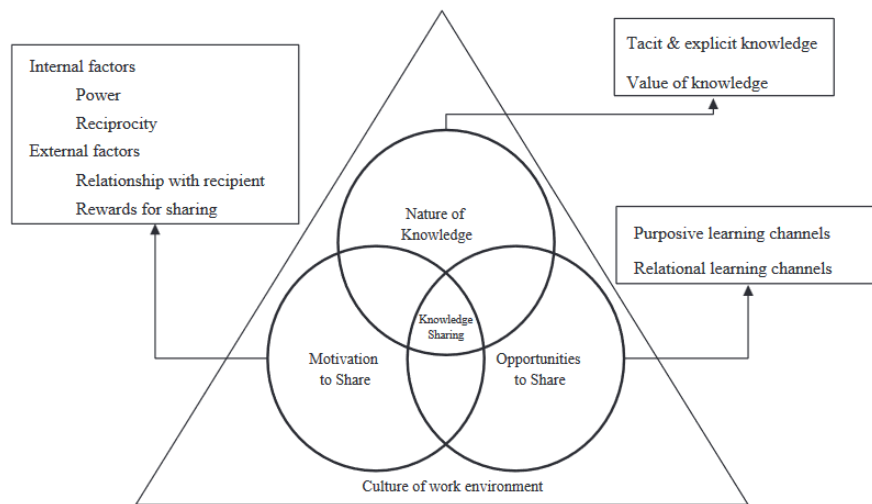 Internal factors
Power
Reciprocity
External factors
Relationship with recipient
Rewards for sharing
Tacit & explicit knowledge
Value of knowledge
Nature of
Knowledge
Purposive learning channels
Relational learning channels
Knowledge
Sharing
Motivation
to Share
Opportunities
to Share
Culture of work environment